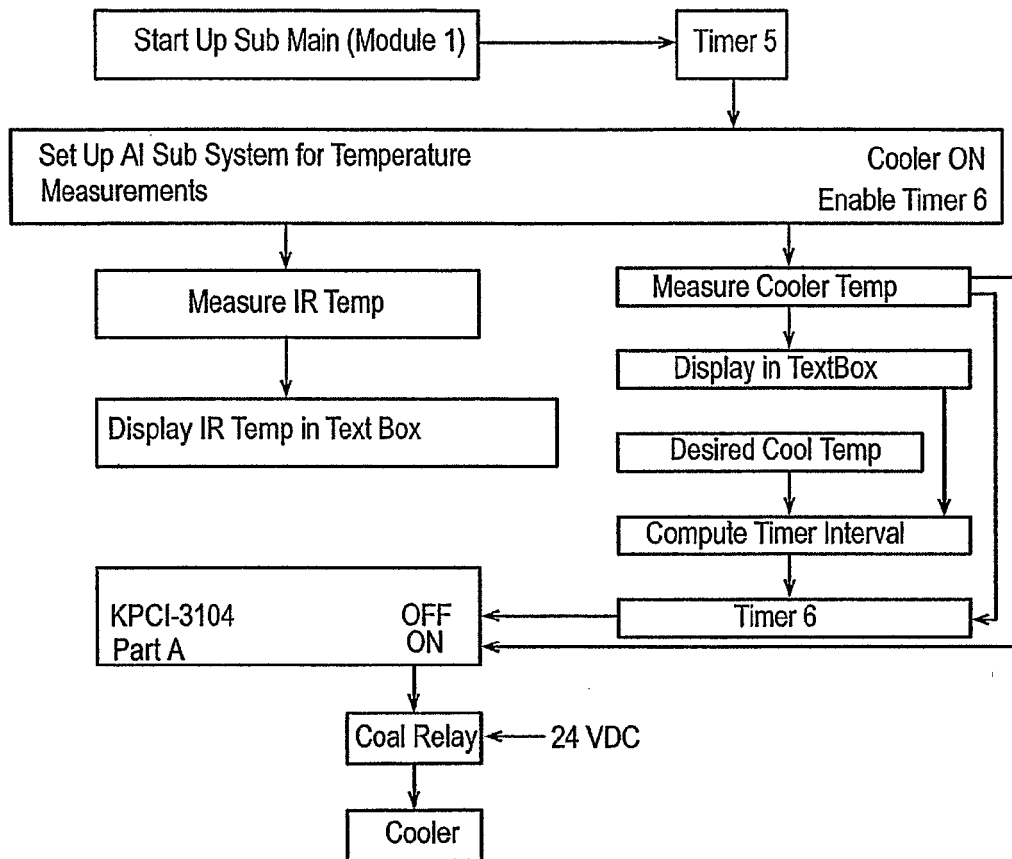 Start Up Sub Main (Module 1)
Timer 5
Set Up AI Sub System for Temperature
Measurements
Cooler ON
Enable Timer 6
Measure IR Temp
Measure Cooler Temp
Display in TextBox
Display IR Temp in Text Box
Desired Cool Temp
Compute Timer Interval
KPCI-3104
Part A
OFF
ON
Timer 6
Coal Relay
24 VDC
Cooler